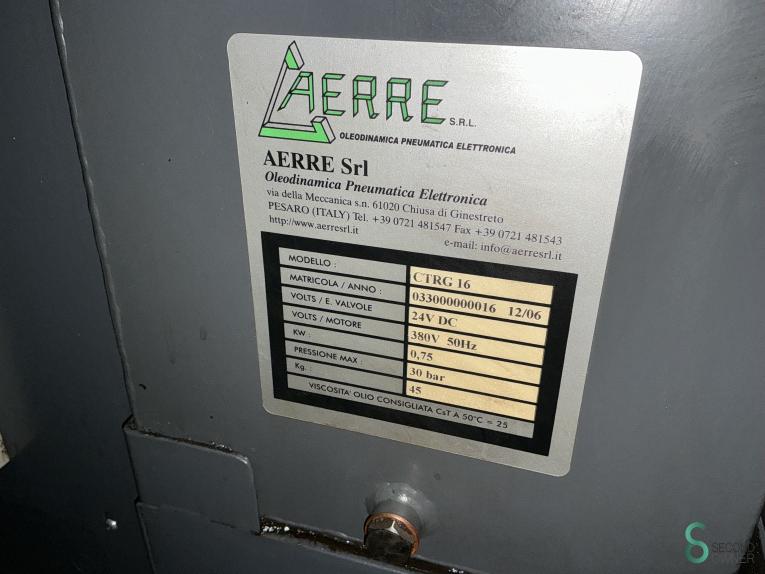 AERRE S.R.L.
OLEODINAMICA PNEUMATICA ELETTRONICA
AERRE Srl
Oleodinamica Pneumatica Elettronica
via della Meccanica s.n. 61020 Chiusa di Ginestreto
PESARO (ITALY) Tel. +39 0721 481547 Fax +39 0721 481543
http://www.aerresrl.it e-mail: info@aerresrl.it
MODELLO : CTRG 16
MATRICOLA / ANNO : 033000000016 12/06
VOLTS / E. VALVOLE 24V DC
VOLTS / MOTORE 380V 50Hz
KW : 0,75
PRESSIONE MAX : 30 bar
Kg. : 45
VISCOSITA' OLIO CONSIGLIATA CsT A 50°C = 25
SECOND
OWNER